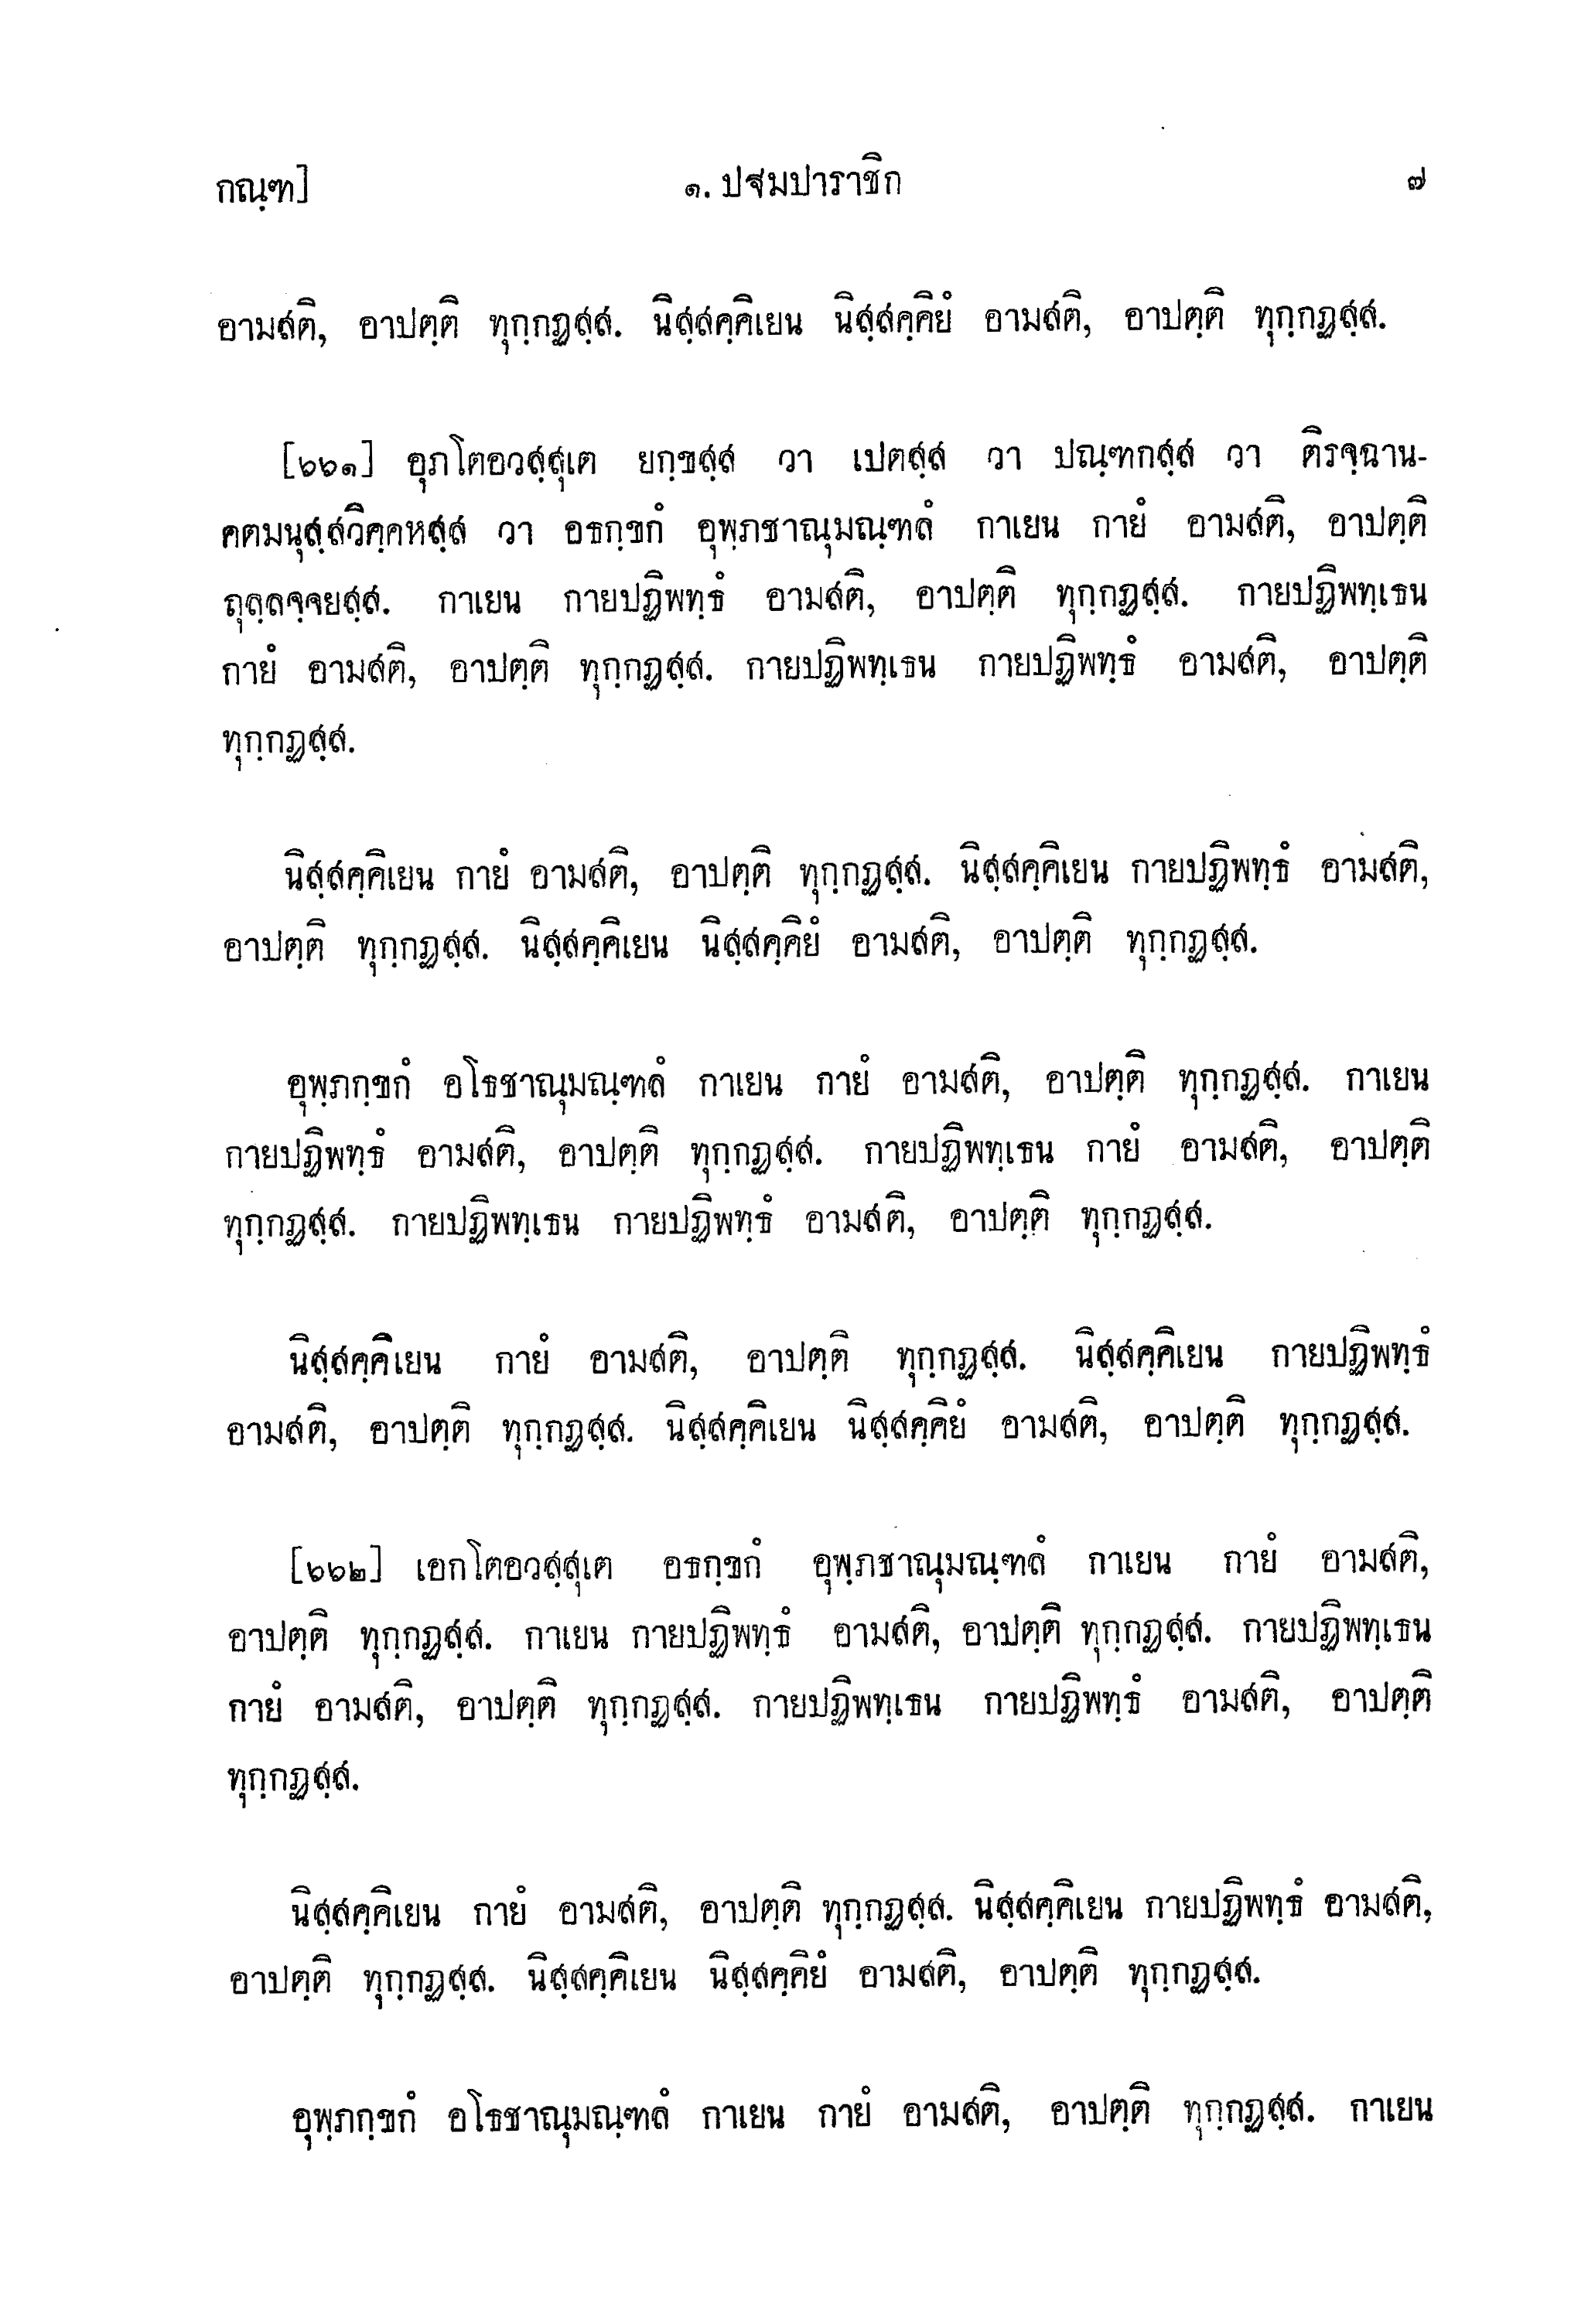 กณฺฑ] ๑. ปฐมปาราชิก ๗
อามสติ, อาปตฺติ ทุกฺกฏสฺส. นิสฺสคฺคิเยน นิสฺสคฺคิยํ อามสติ, อาปตฺติ ทุกฺกฏสฺส.
[๖๖๑] อุภโตอวสฺสุเต ยกฺขสฺส วา เปตสฺส วา ปณฺฑกสฺส วา ติรจฺฉาน-
คตมนุสฺสวิคฺคหสฺส วา อธกฺขกํ อุพฺภชาณุมณฺฑลํ กาเยน กายํ อามสติ, อาปตฺติ
ถุลฺลจฺจยสฺส. กาเยน กายปฏิพทฺธํ อามสติ, อาปตฺติ ทุกฺกฏสฺส. กายปฏิพทฺเธน
กายํ อามสติ, อาปตฺติ ทุกฺกฏสฺส. กายปฏิพทฺเธน กายปฏิพทฺธํ อามสติ, อาปตฺติ
ทุกฺกฏสฺส.
นิสฺสคฺคิเยน กายํ อามสติ, อาปตฺติ ทุกฺกฏสฺส. นิสฺสคฺคิเยน กายปฏิพทฺธํ อามสติ,
อาปตฺติ ทุกฺกฏสฺส. นิสฺสคฺคิเยน นิสฺสคฺคิยํ อามสติ, อาปตฺติ ทุกฺกฏสฺส.
อุพฺภกฺขกํ อโธชาณุมณฺฑลํ กาเยน กายํ อามสติ, อาปตฺติ ทุกฺกฏสฺส. กาเยน
กายปฏิพทฺธํ อามสติ, อาปตฺติ ทุกฺกฏสฺส. กายปฏิพทฺเธน กายํ อามสติ, อาปตฺติ
ทุกฺกฏสฺส. กายปฏิพทฺเธน กายปฏิพทฺธํ อามสติ, อาปตฺติ ทุกฺกฏสฺส.
นิสฺสคฺคิเยน กายํ อามสติ, อาปตฺติ ทุกฺกฏสฺส. นิสฺสคฺคิเยน กายปฏิพทฺธํ
อามสติ, อาปตฺติ ทุกฺกฏสฺส. นิสฺสคฺคิเยน นิสฺสคฺคิยํ อามสติ, อาปตฺติ ทุกฺกฏสฺส.
[๖๖๒] เอกโตอวสฺสุเต อธกฺขกํ อุพฺภชาณุมณฺฑลํ กาเยน กายํ อามสติ,
อาปตฺติ ทุกฺกฏสฺส. กาเยน กายปฏิพทฺธํ อามสติ, อาปตฺติ ทุกฺกฏสฺส. กายปฏิพทฺเธน
กายํ อามสติ, อาปตฺติ ทุกฺกฏสฺส. กายปฏิพทฺเธน กายปฏิพทฺธํ อามสติ, อาปตฺติ
ทุกฺกฏสฺส.
นิสฺสคฺคิเยน กายํ อามสติ, อาปตฺติ ทุกฺกฏสฺส. นิสฺสคฺคิเยน กายปฏิพทฺธํ อามสติ,
อาปตฺติ ทุกฺกฏสฺส. นิสฺสคฺคิเยน นิสฺสคฺคิยํ อามสติ, อาปตฺติ ทุกฺกฏสฺส.
อุพฺภกฺขกํ อโธชาณุมณฺฑลํ กาเยน กายํ อามสติ, อาปตฺติ ทุกฺกฏสฺส. กาเยน